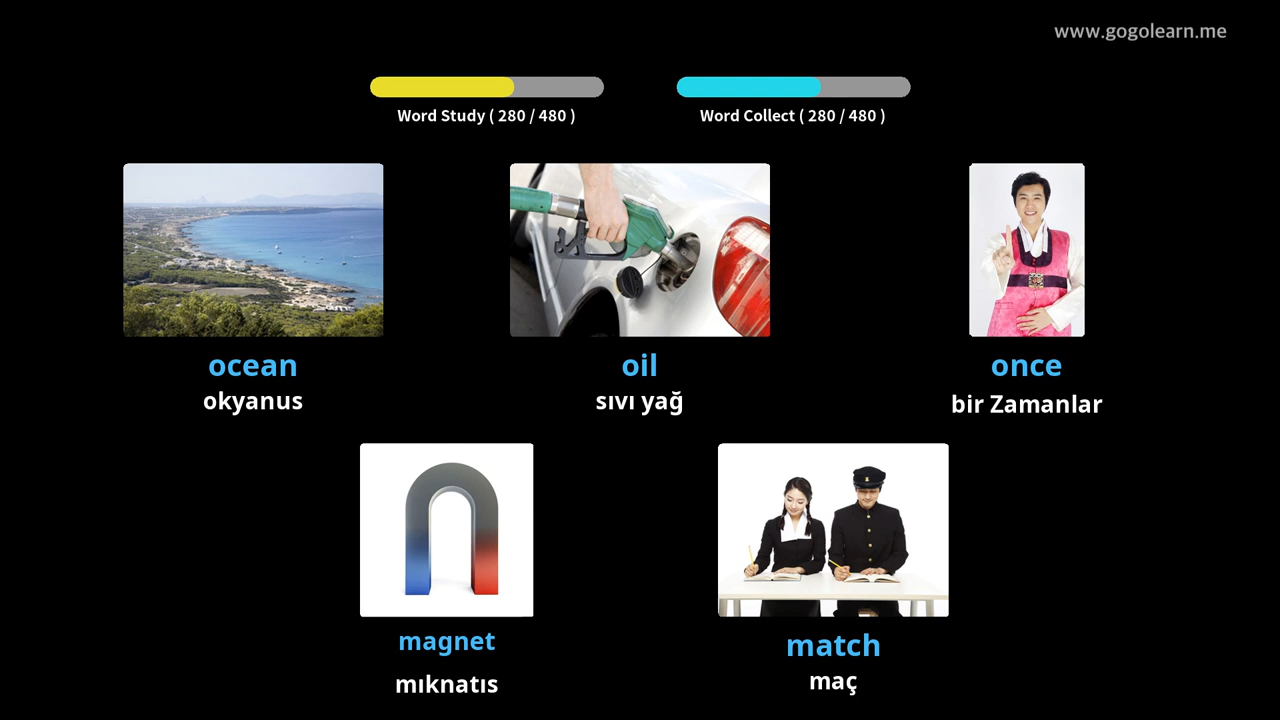 www.gogolearn.me
Word Study ( 280 / 480 )
Word Collect ( 280 / 480 )
ocean
okyanus
oil
sıvı yağ
once
bir Zamanlar
magnet
mıknatıs
match
maç